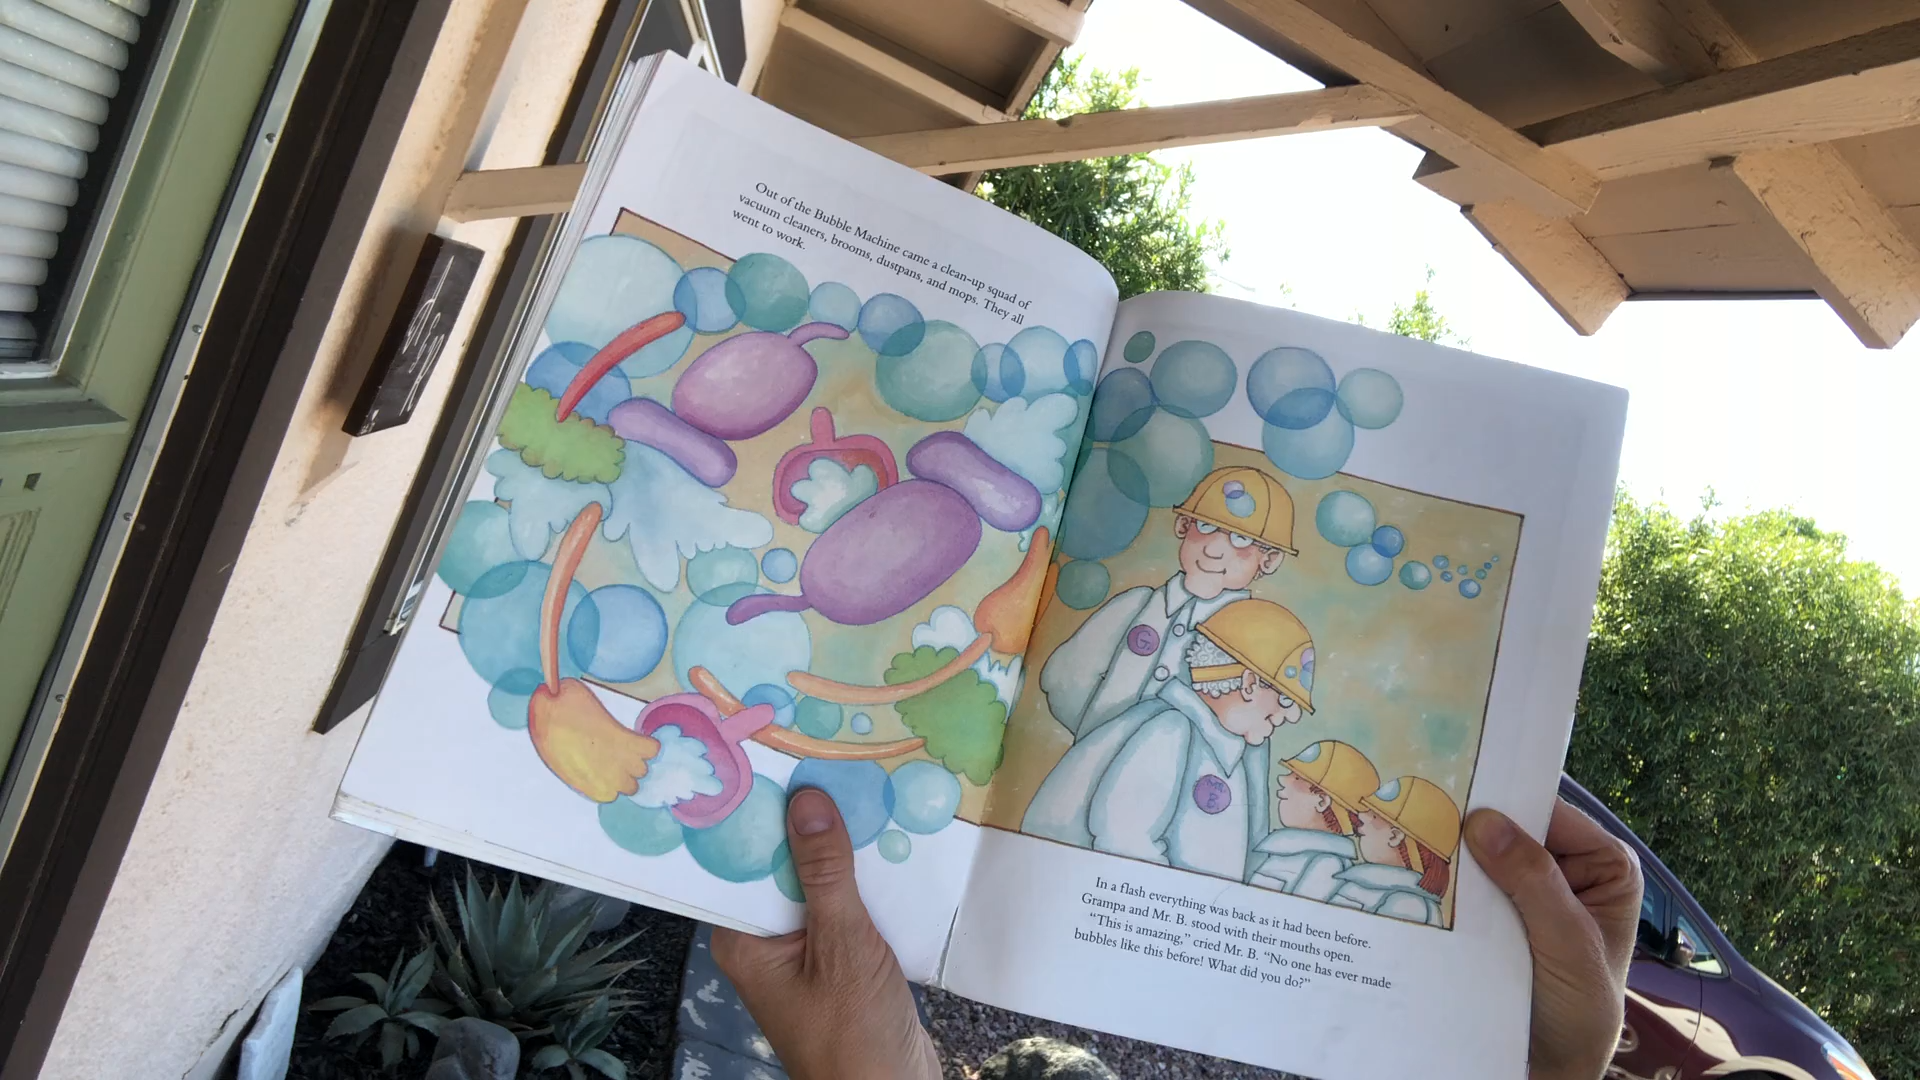 Out of the Bubble Machine came a clean-up squad of
vacuum cleaners, brooms, dustpans, and mops. They all
went to work.
G.
Mr.
B.
In a flash everything was back as it had been before.
Grampa and Mr. B. stood with their mouths open.
“This is amazing,” cried Mr. B. “No one has ever made
bubbles like this before! What did you do?”